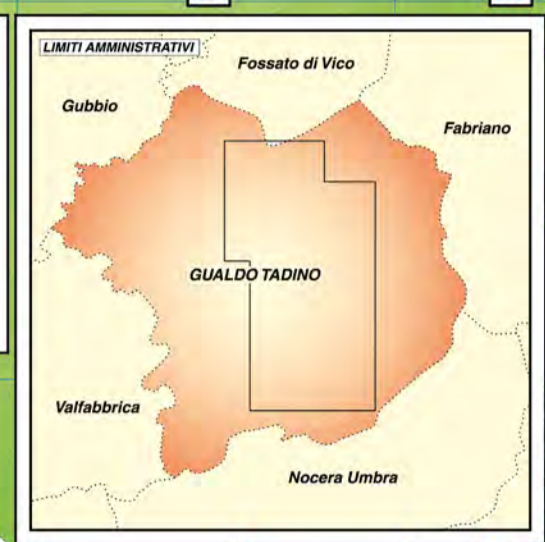 LIMITI AMMINISTRATIVI
Fossato di Vico
Gubbio
Fabriano
GUALDO TADINO
Valfabbrica
Nocera Umbra